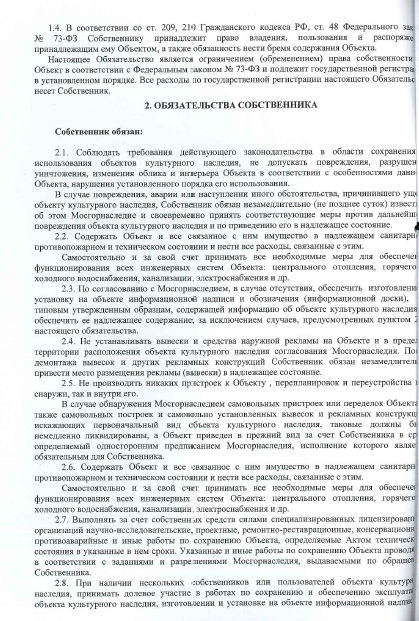 1.4. В соответствии со ст. 209, 210 Гражданского кодекса РФ, ст. 48 Федерального зак
№ 73-ФЗ Собственнику принадлежит право владения, пользования и распоряже
принадлежащим ему Объектом, а также обязанность нести бремя содержания Объекта.
Настоящее Обязательство является ограничением (обременением) права собственности
Объект в соответствии с Федеральным законом № 73-ФЗ и подлежит государственной регистра
в установленном порядке. Все расходы по государственной регистрации настоящего Обязательс
несет Собственник.
2. ОБЯЗАТЕЛЬСТВА СОБСТВЕННИКА
Собственник обязан:
2.1. Соблюдать требования действующего законодательства в области сохранения
использования объектов культурного наследия, не допускать повреждения, разрушен
уничтожения, изменения облика и интерьера Объекта в соответствии с особенностями данн
Объекта, нарушения установленного порядка его использования.
В случае повреждения, аварии или наступлении иного обстоятельства, причинившего уще
объекту культурного наследия, Собственник обязан незамедлительно (не позднее суток) извест
об этом Мосгорнаследие и своевременно принять соответствующие меры против дальнейш
повреждения объекта культурного наследия и по приведению его в надлежащее состояние.
2.2. Содержать Объект и все связанное с ним имущество в надлежащем санитарн
противопожарном и техническом состоянии и нести все расходы, связанные с этим.
Самостоятельно и за свой счет принимать все необходимые меры для обеспече
функционирования всех инженерных систем Объекта: центрального отопления, горячего
холодного водоснабжения, канализации, электроснабжения и др.
2.3. По согласованию с Мосгорнаследием, в случае отсутствия, обеспечить изготовлени
установку на объекте информационной надписи и обозначения (информационной доски),
типовым утвержденным образцам, содержащей информацию об объекте культурного наследия
обеспечить ее надлежащее содержание, за исключением случаев, предусмотренных пунктом 2
настоящего обязательства.
2.4. Не устанавливать вывески и средства наружной рекламы на Объекте и в преде
территории расположения объекта культурного наследия согласования Мосгорнаследия. Пос
демонтажа вывесок и других рекламных конструкций Собственник обязан незамедлительн
привести место размещения рекламы (вывески) в надлежащее состояние.
2.5. Не производить никаких пристроек к Объекту , перепланировок и переустройства
снаружи, так и внутри его.
В случае обнаружения Мосгорнаследием самовольных пристроек или переделок Объекта
также самовольных построек и самовольно установленных вывесок и рекламных конструкц
искажающих первоначальный вид объекта культурного наследия, таковые должны бы
немедленно ликвидированы, а Объект приведен в прежний вид за счет Собственника в ср
определяемый односторонним предписанием Мосгорнаследия, исполнение которого являе
обязательным для Собственника.
2.6. Содержать Объект и все связанное с ним имущество в надлежащем санитарн
противопожарном и техническом состоянии и нести все расходы, связанные с этим.
Самостоятельно и за свой счет принимать все необходимые меры для обеспече
функционирования всех инженерных систем Объекта: центрального отопления, горячего
холодного водоснабжения, канализации, электроснабжения и др.
2.7. Выполнять за счет собственных средств силами специализированных лицензирован
организаций научно-исследовательские, проектные, ремонтно-реставрационные, консервационн
противоаварийные и иные работы по сохранению Объекта, определяемые Актом техническ
состояния в указанные в нем сроки. Указанные и иные работы по сохранению Объекта проводи
в соответствии с заданиями и разрешениями Мосгорнаследия, выдаваемыми по обращен
Собственника.
2.8. При наличии нескольких собственников или пользователей объекта культурн
наследия, принимать долевое участие в работах по сохранению и обеспечению эксплуата
объекта культурного наследия, изготовлении и установке на объекте информационной надпис